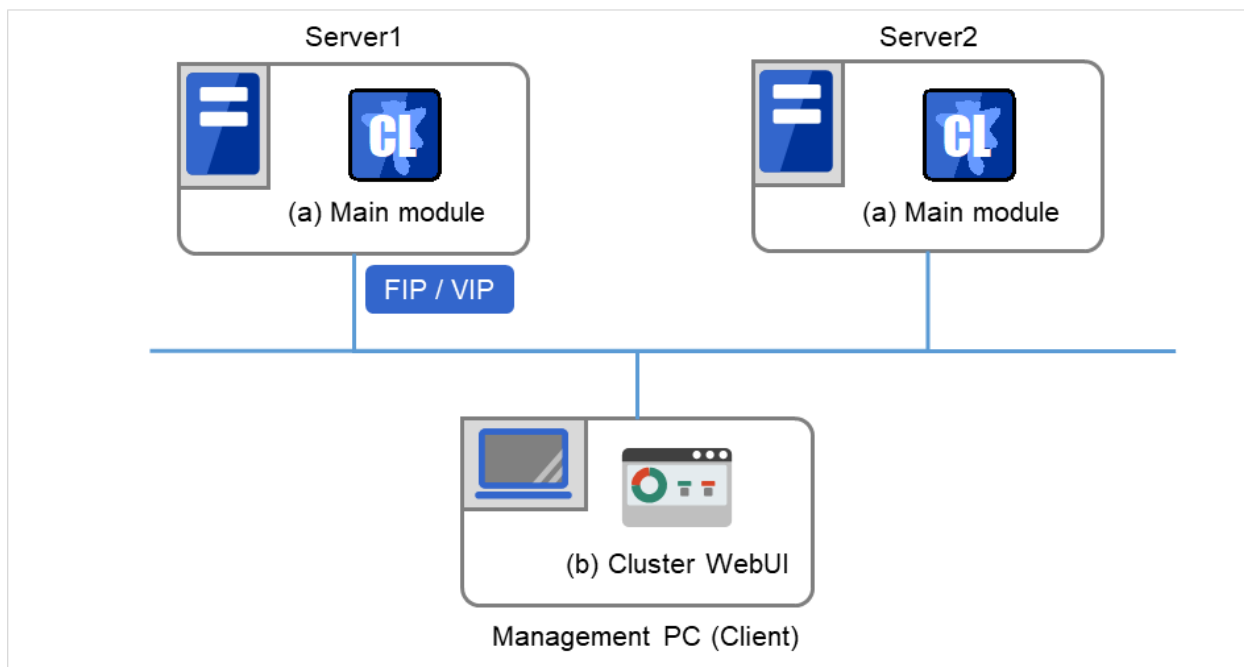 Server1
Server2
CL
CL
(a) Main module
(a) Main module
FIP / VIP
(b) Cluster WebUI
Management PC (Client)